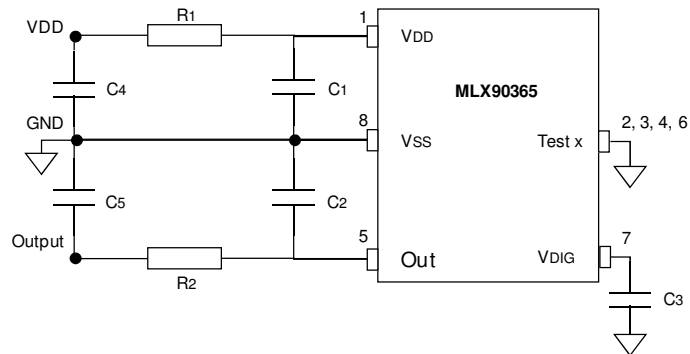 R1
1
VDD
VDD
C4
C1
MLX90365
GND
8
VSS
Test x
2, 3, 4, 6
C5
C2
Output
5
Out
7
VDIG
R2
C3